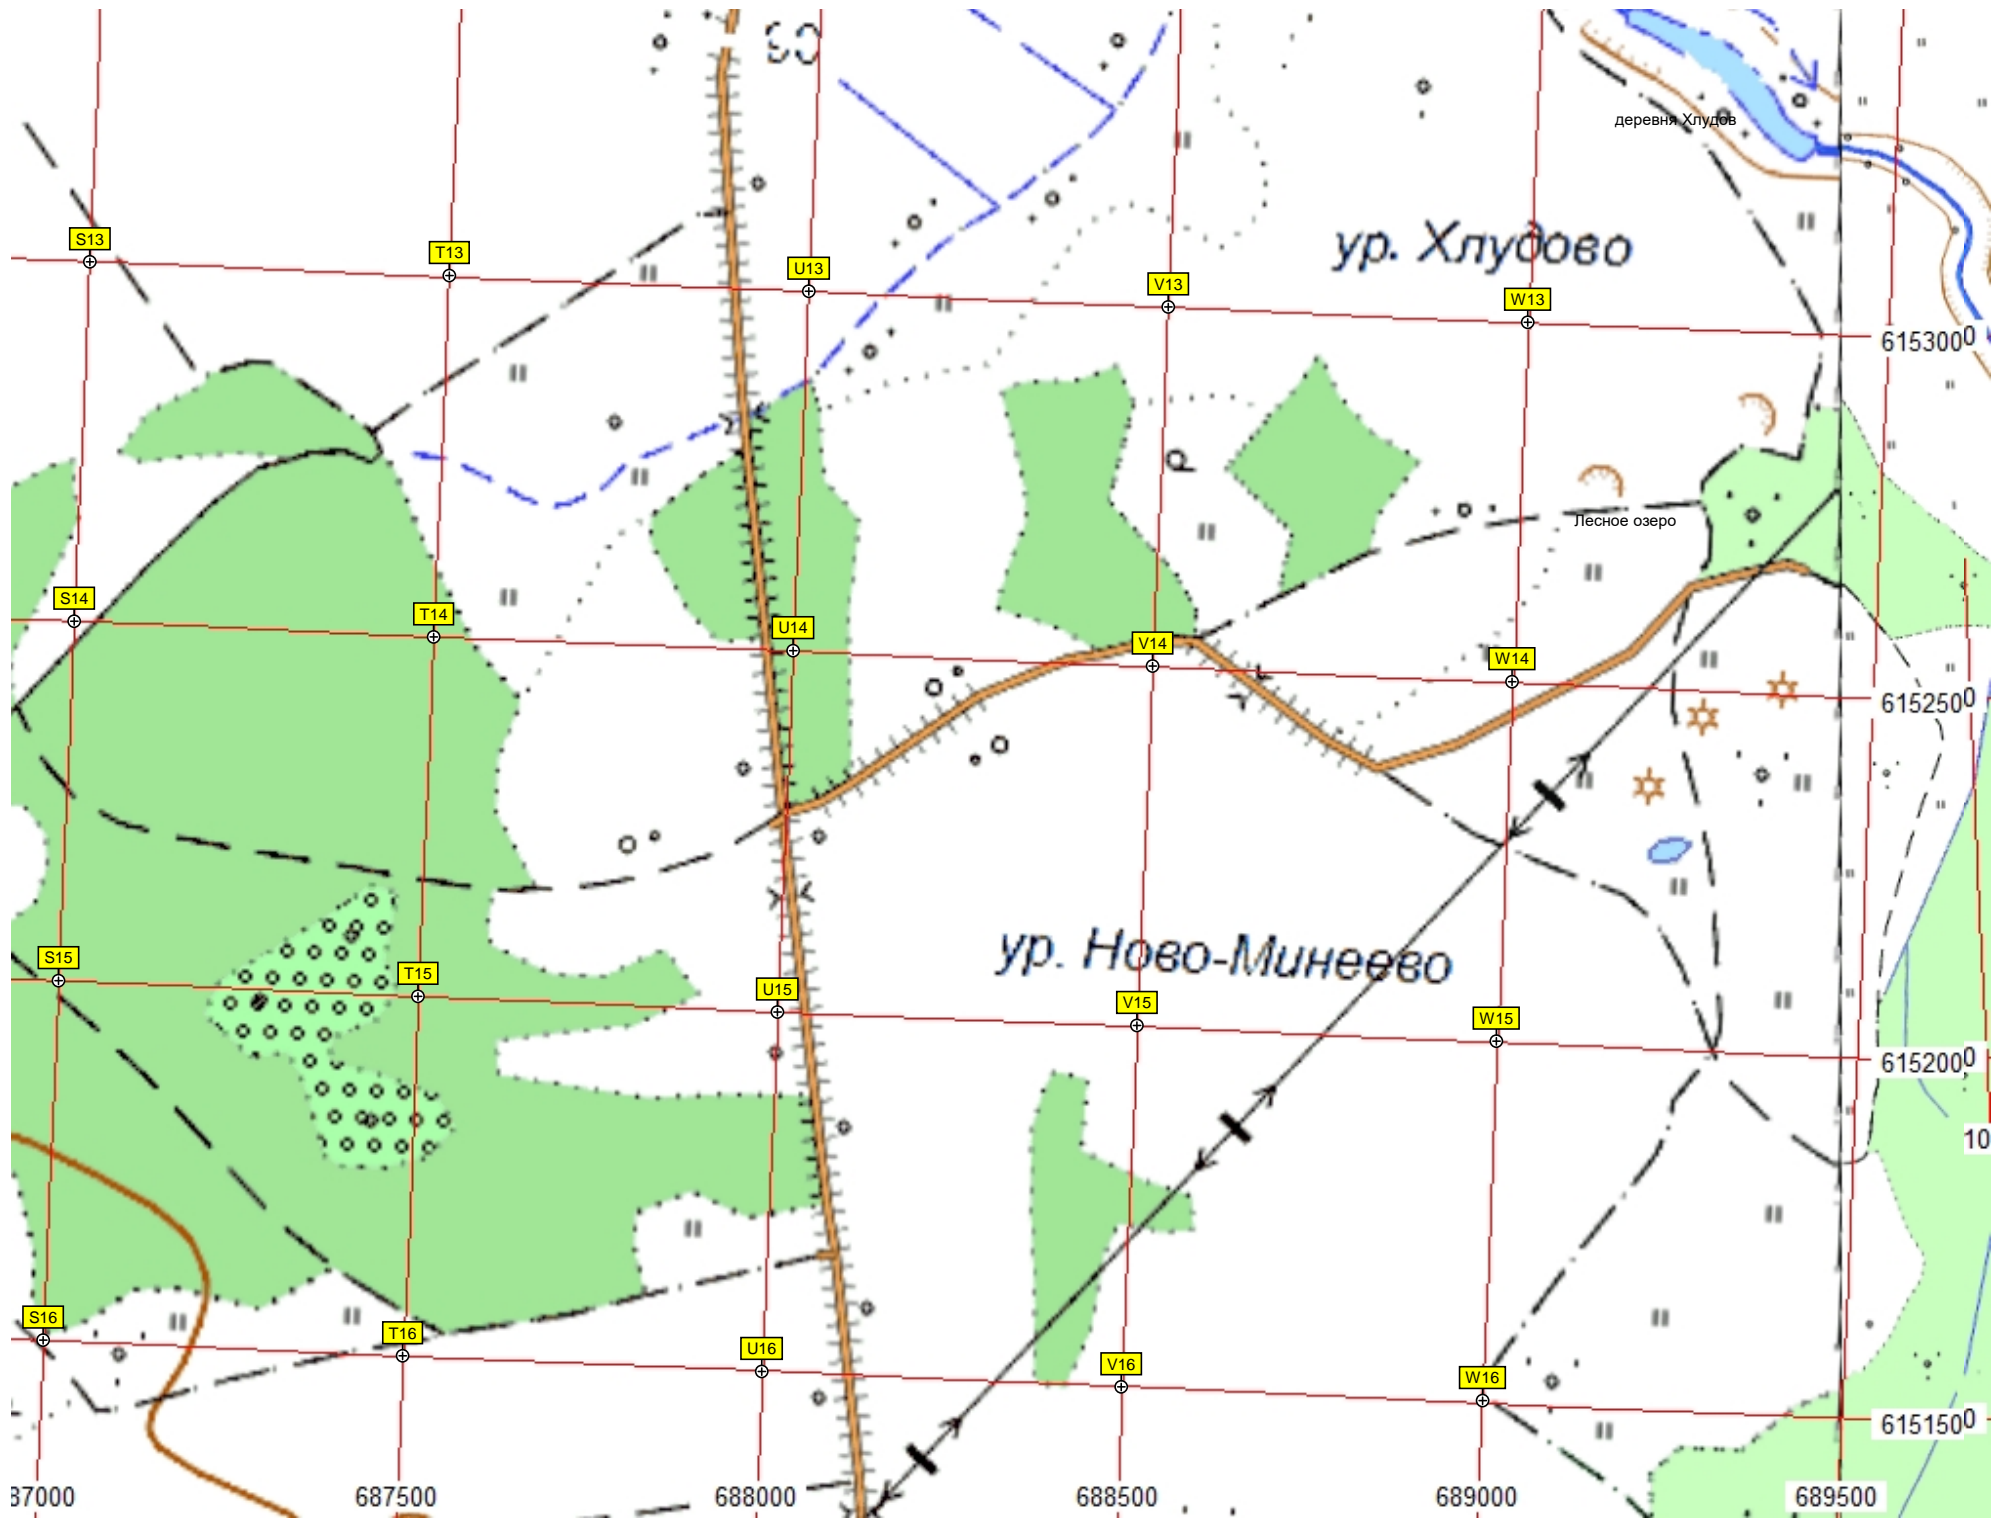 деревня Хлудов
S13
T13
U13
V13
W13
ур. Хлудово
6153000
Лесное озеро
S14
T14
U14
V14
W14
6152500
S15
T15
U15
V15
W15
ур. Ново-Минеево
6152000
10
S16
T16
U16
V16
W16
6151500
87000
687500
688000
688500
689000
689500